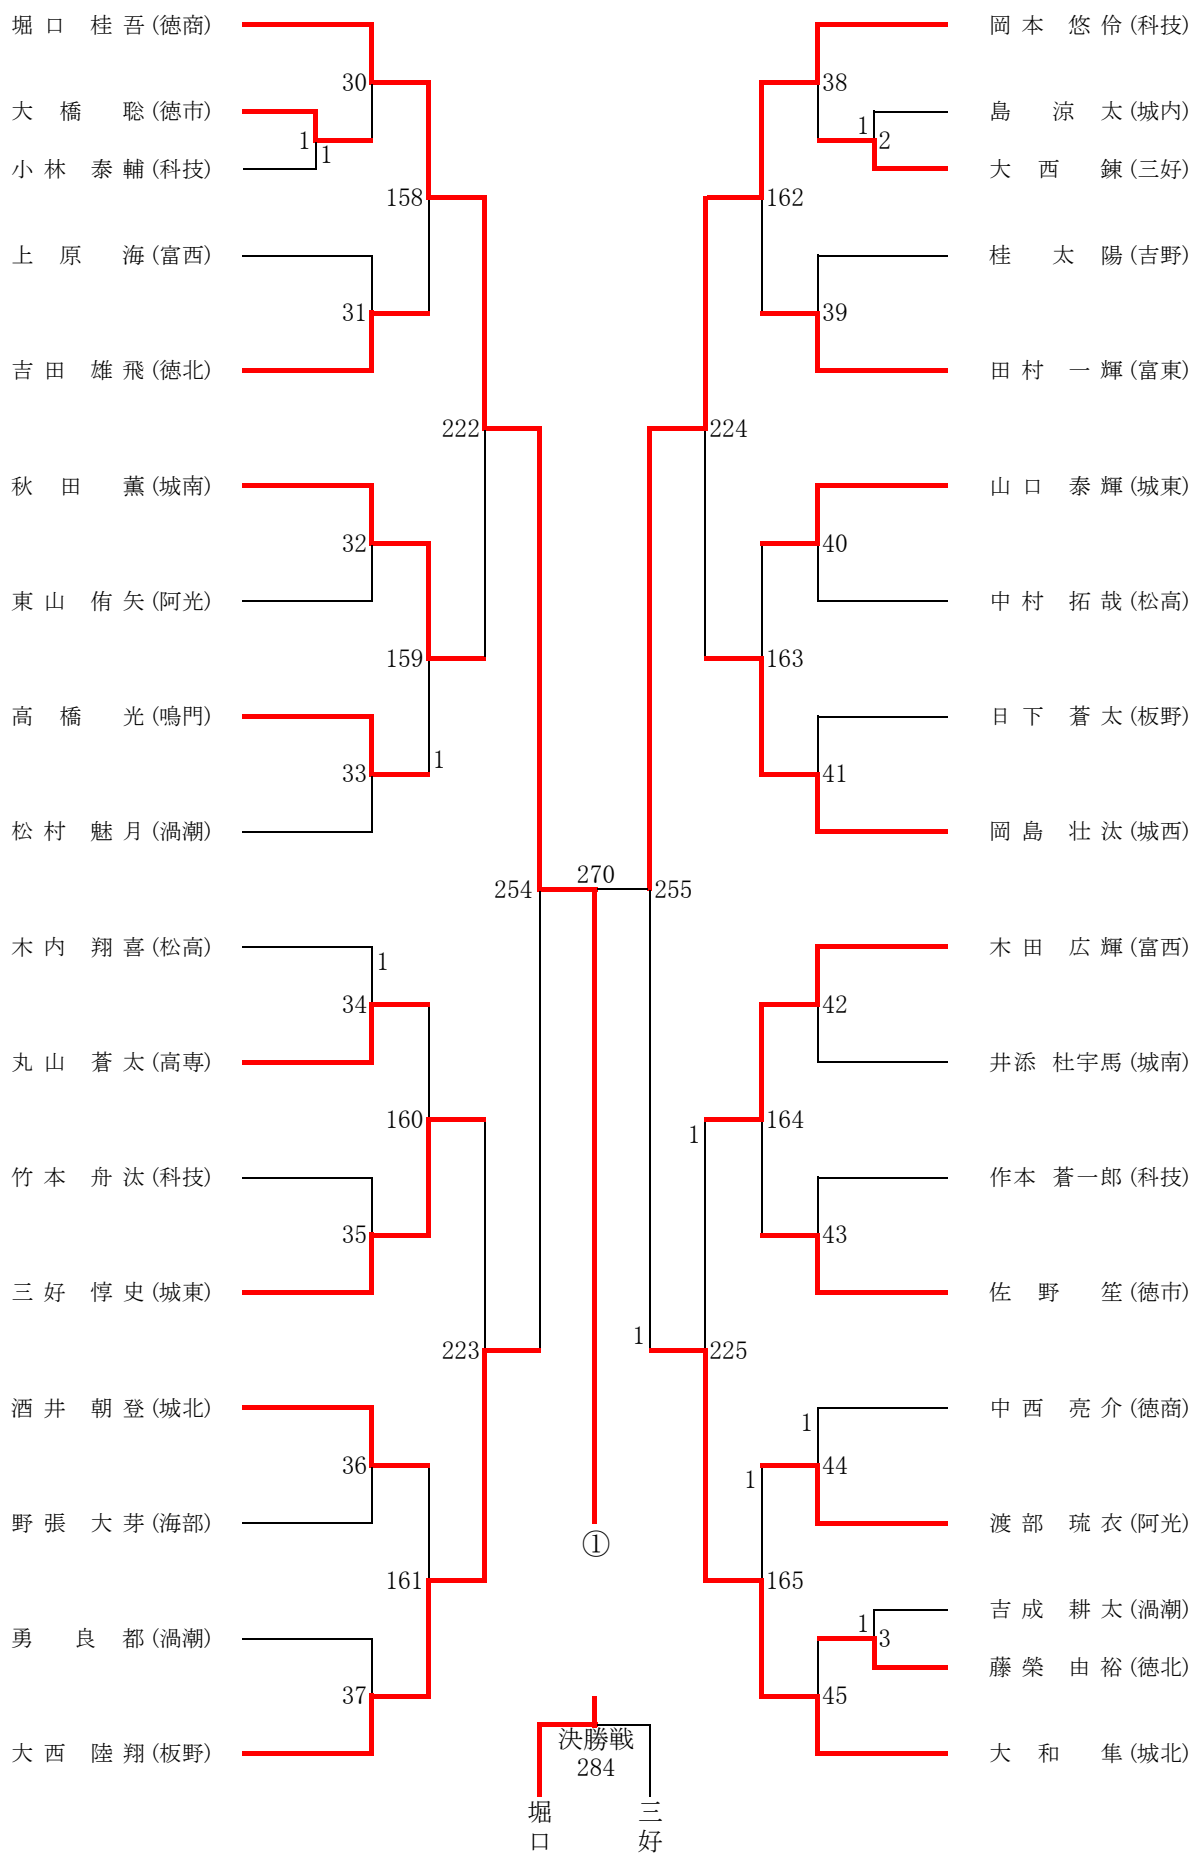 堀口 桂吾(徳商)
30
大橋 聡(徳市)
1
1
小林 泰輔(科技)
158
上原 海(富西)
31
吉田 雄飛(徳北)
222
秋田 薫(城南)
32
東山 侑矢(阿光)
159
高橋 光(鳴門)
1
33
松村 魅月(渦潮)
254
木内 翔喜(松高)
1
34
丸山 蒼太(高専)
160
竹本 舟汰(科技)
35
三好 惇史(城東)
223
酒井 朝登(城北)
36
野張 大芽(海部)
161
勇 良都(渦潮)
37
大西 陸翔(板野)
270
①
決勝戦
284
堀口
三好
岡本 悠伶(科技)
38
島 涼太(城内)
1
2
大西 錬(三好)
162
桂 太陽(吉野)
39
田村 一輝(富東)
224
山口 泰輝(城東)
40
中村 拓哉(松高)
163
日下 蒼太(板野)
41
岡島 壮汰(城西)
255
木田 広輝(富西)
42
井添 杜宇馬(城南)
1
164
作本 蒼一郎(科技)
43
佐野 笙(徳市)
1
225
中西 亮介(徳商)
1
44
1
渡部 琉衣(阿光)
165
吉成 耕太(渦潮)
1
3
藤榮 由裕(徳北)
45
大和 隼(城北)